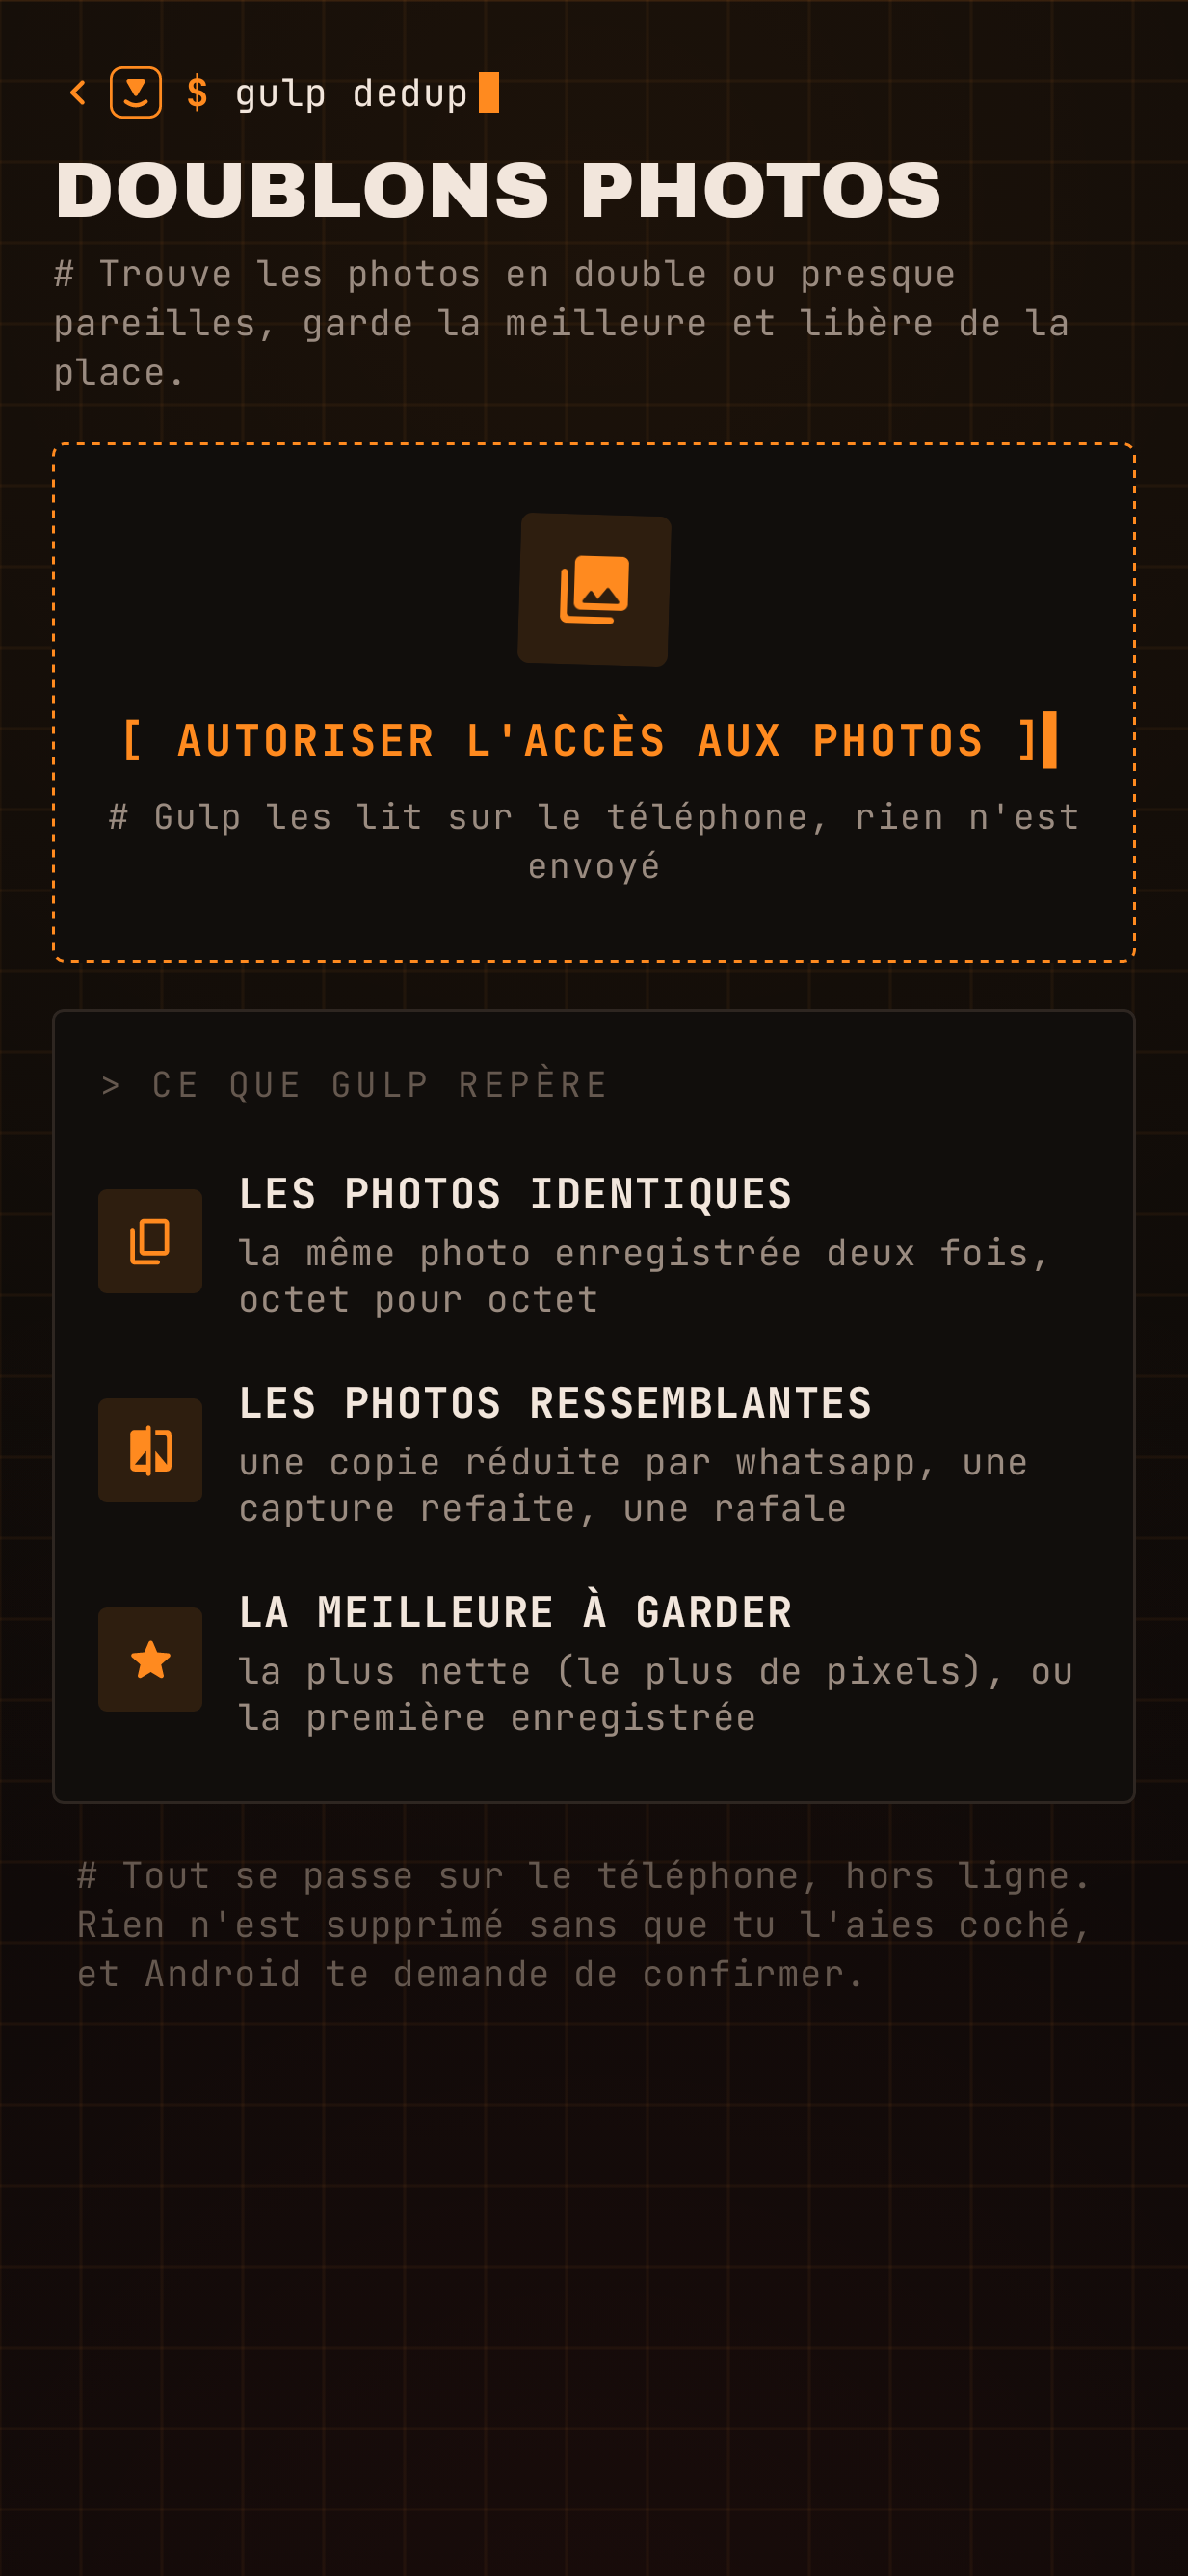 $ gulp dedup
DOUBLONS PHOTOS
# Trouve les photos en double ou presque
pareilles, garde la meilleure et libère de la
place.
[ AUTORISER L'ACCÈS AUX PHOTOS ]
# Gulp les lit sur le téléphone, rien n'est
envoyé
> CE QUE GULP REPÈRE
LES PHOTOS IDENTIQUES
la même photo enregistrée deux fois,
octet pour octet
LES PHOTOS RESSEMBLANTES
une copie réduite par whatsapp, une
capture refaite, une rafale
LA MEILLEURE À GARDER
la plus nette (le plus de pixels), ou
la première enregistrée
# Tout se passe sur le téléphone, hors ligne.
Rien n'est supprimé sans que tu l'aies coché,
et Android te demande de confirmer.